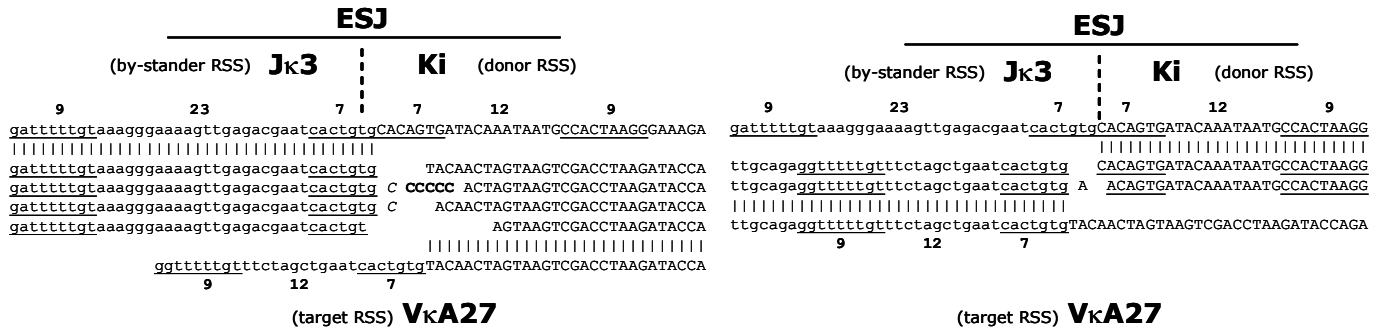 ESJ
(by-stander RSS) Jκ3 Ki (donor RSS)
9 23 7 7 12 9
gatttttgtaaagggaaaagttgagacgaatcactgtgCACAGTGATACAAATAATGCCACTAAGGGAAAGA
gatttttgtaaagggaaaagttgagacgaatcactgtg TACAACTAGTAAGTCGACCTAAGATACCA
gatttttgtaaagggaaaagttgagacgaatcactgtg C CCCCC ACTAGTAAGTCGACCTAAGATACCA
gatttttgtaaagggaaaagttgagacgaatcactgtg C ACAACTAGTAAGTCGACCTAAGATACCA
gatttttgtaaagggaaaagttgagacgaatcactgt AGTAAGTCGACCTAAGATACCA
ggtttttgtttctagctgaatcactgtgTACAACTAGTAAGTCGACCTAAGATACCA
9 12 7
(target RSS) VκA27
ESJ
(by-stander RSS) Jκ3 Ki (donor RSS)
9 23 7 7 12 9
gatttttgtaaagggaaaagttgagacgaatcactgtgCACAGTGATACAAATAATGCCACTAAGG
ttgcagaggtttttgtttctagctgaatcactgtg CACAGTGATACAAATAATGCCACTAAGG
ttgcagaggtttttgtttctagctgaatcactgtg A ACAGTGATACAAATAATGCCACTAAGG
ttgcagaggtttttgtttctagctgaatcactgtgTACAACTAGTAAGTCGACCTAAGATACCAGA
9 12 7
(target RSS) VκA27